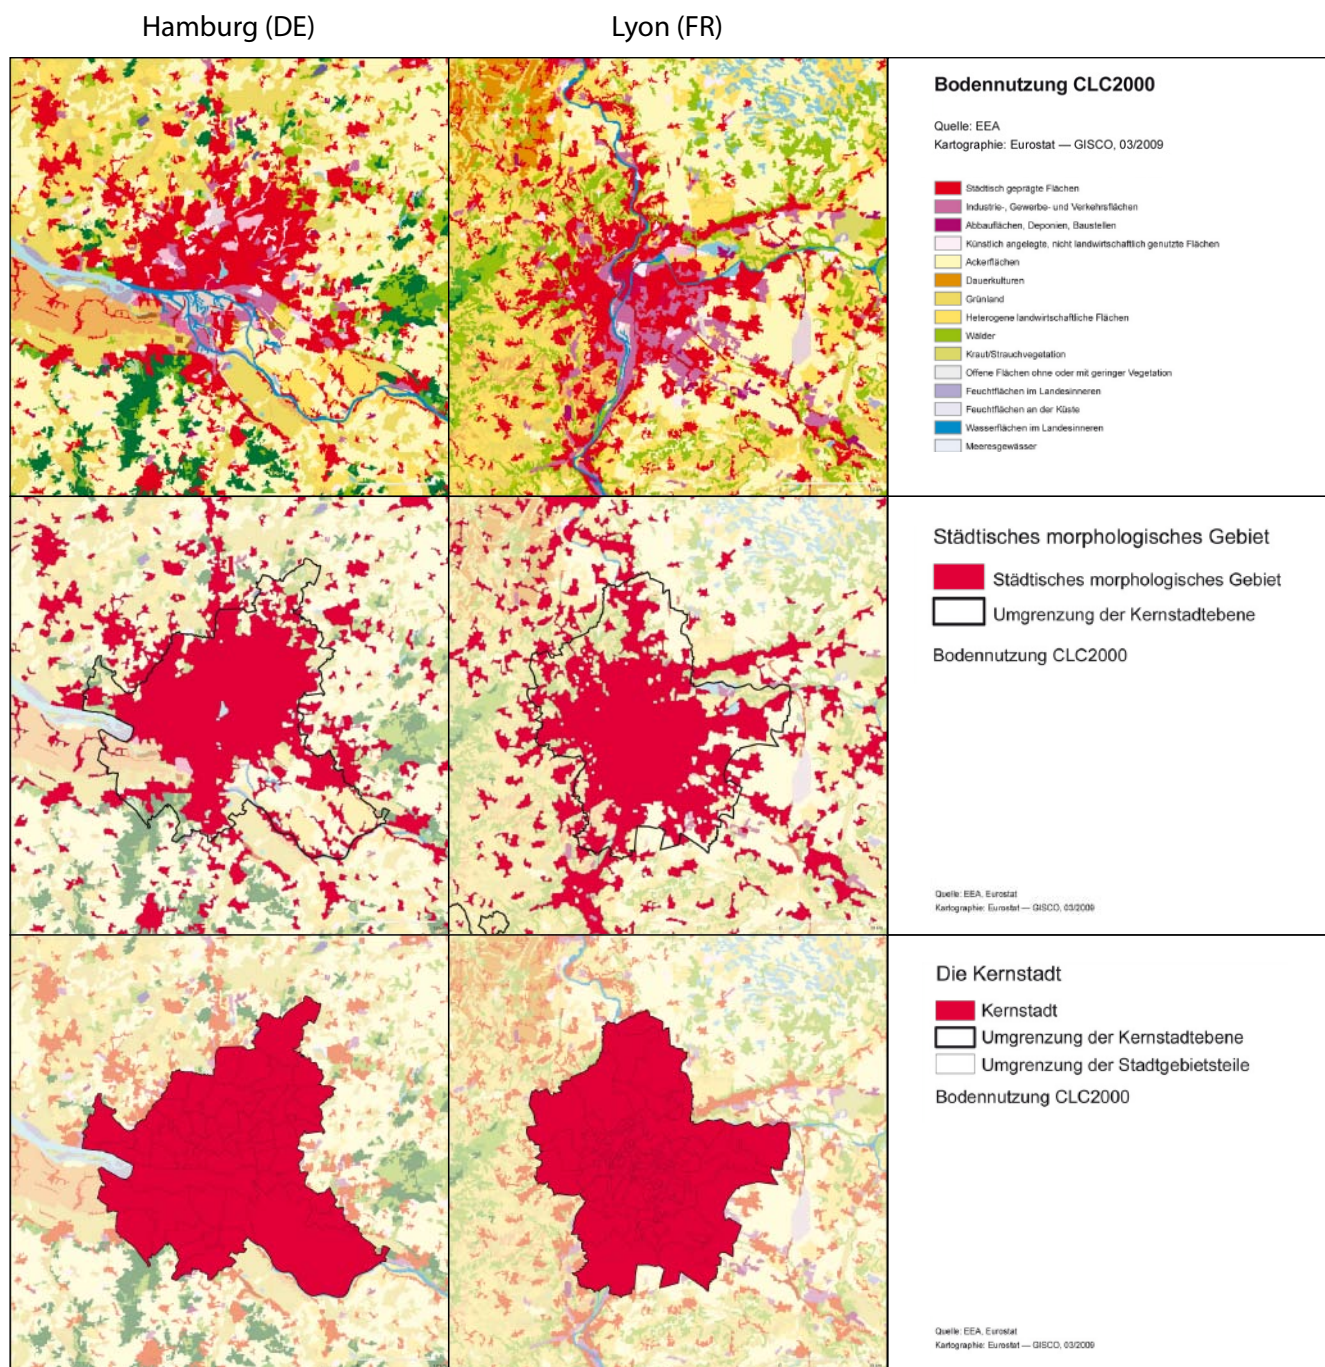 Hamburg (DE)
Lyon (FR)
Bodennutzung CLC2000
Quelle: EEA
Kartographie: Eurostat — GISCO, 03/2009
Städtisch geprägte Flächen
Industrie-, Gewerbe- und Verkehrsflächen
Abbauflächen, Deponien, Baustellen
Künstlich angelegte, nicht landwirtschaftlich genutzte Flächen
Ackerflächen
Dauerkulturen
Grünland
Heterogene landwirtschaftliche Flächen
Wälder
Kraut/Strauchvegetation
Offene Flächen ohne oder mit geringer Vegetation
Feuchtflächen im Landesinneren
Feuchtflächen an der Küste
Wasserflächen im Landesinneren
Meeresgewässer
Städtisches morphologisches Gebiet
Städtisches morphologisches Gebiet
Umgrenzung der Kernstadtebene
Bodennutzung CLC2000
Quelle: EEA, Eurostat
Kartographie: Eurostat — GISCO, 03/2009
Die Kernstadt
Kernstadt
Umgrenzung der Kernstadtebene
Umgrenzung der Stadtgebietsteile
Bodennutzung CLC2000
Quelle: EEA, Eurostat
Kartographie: Eurostat — GISCO, 03/2009